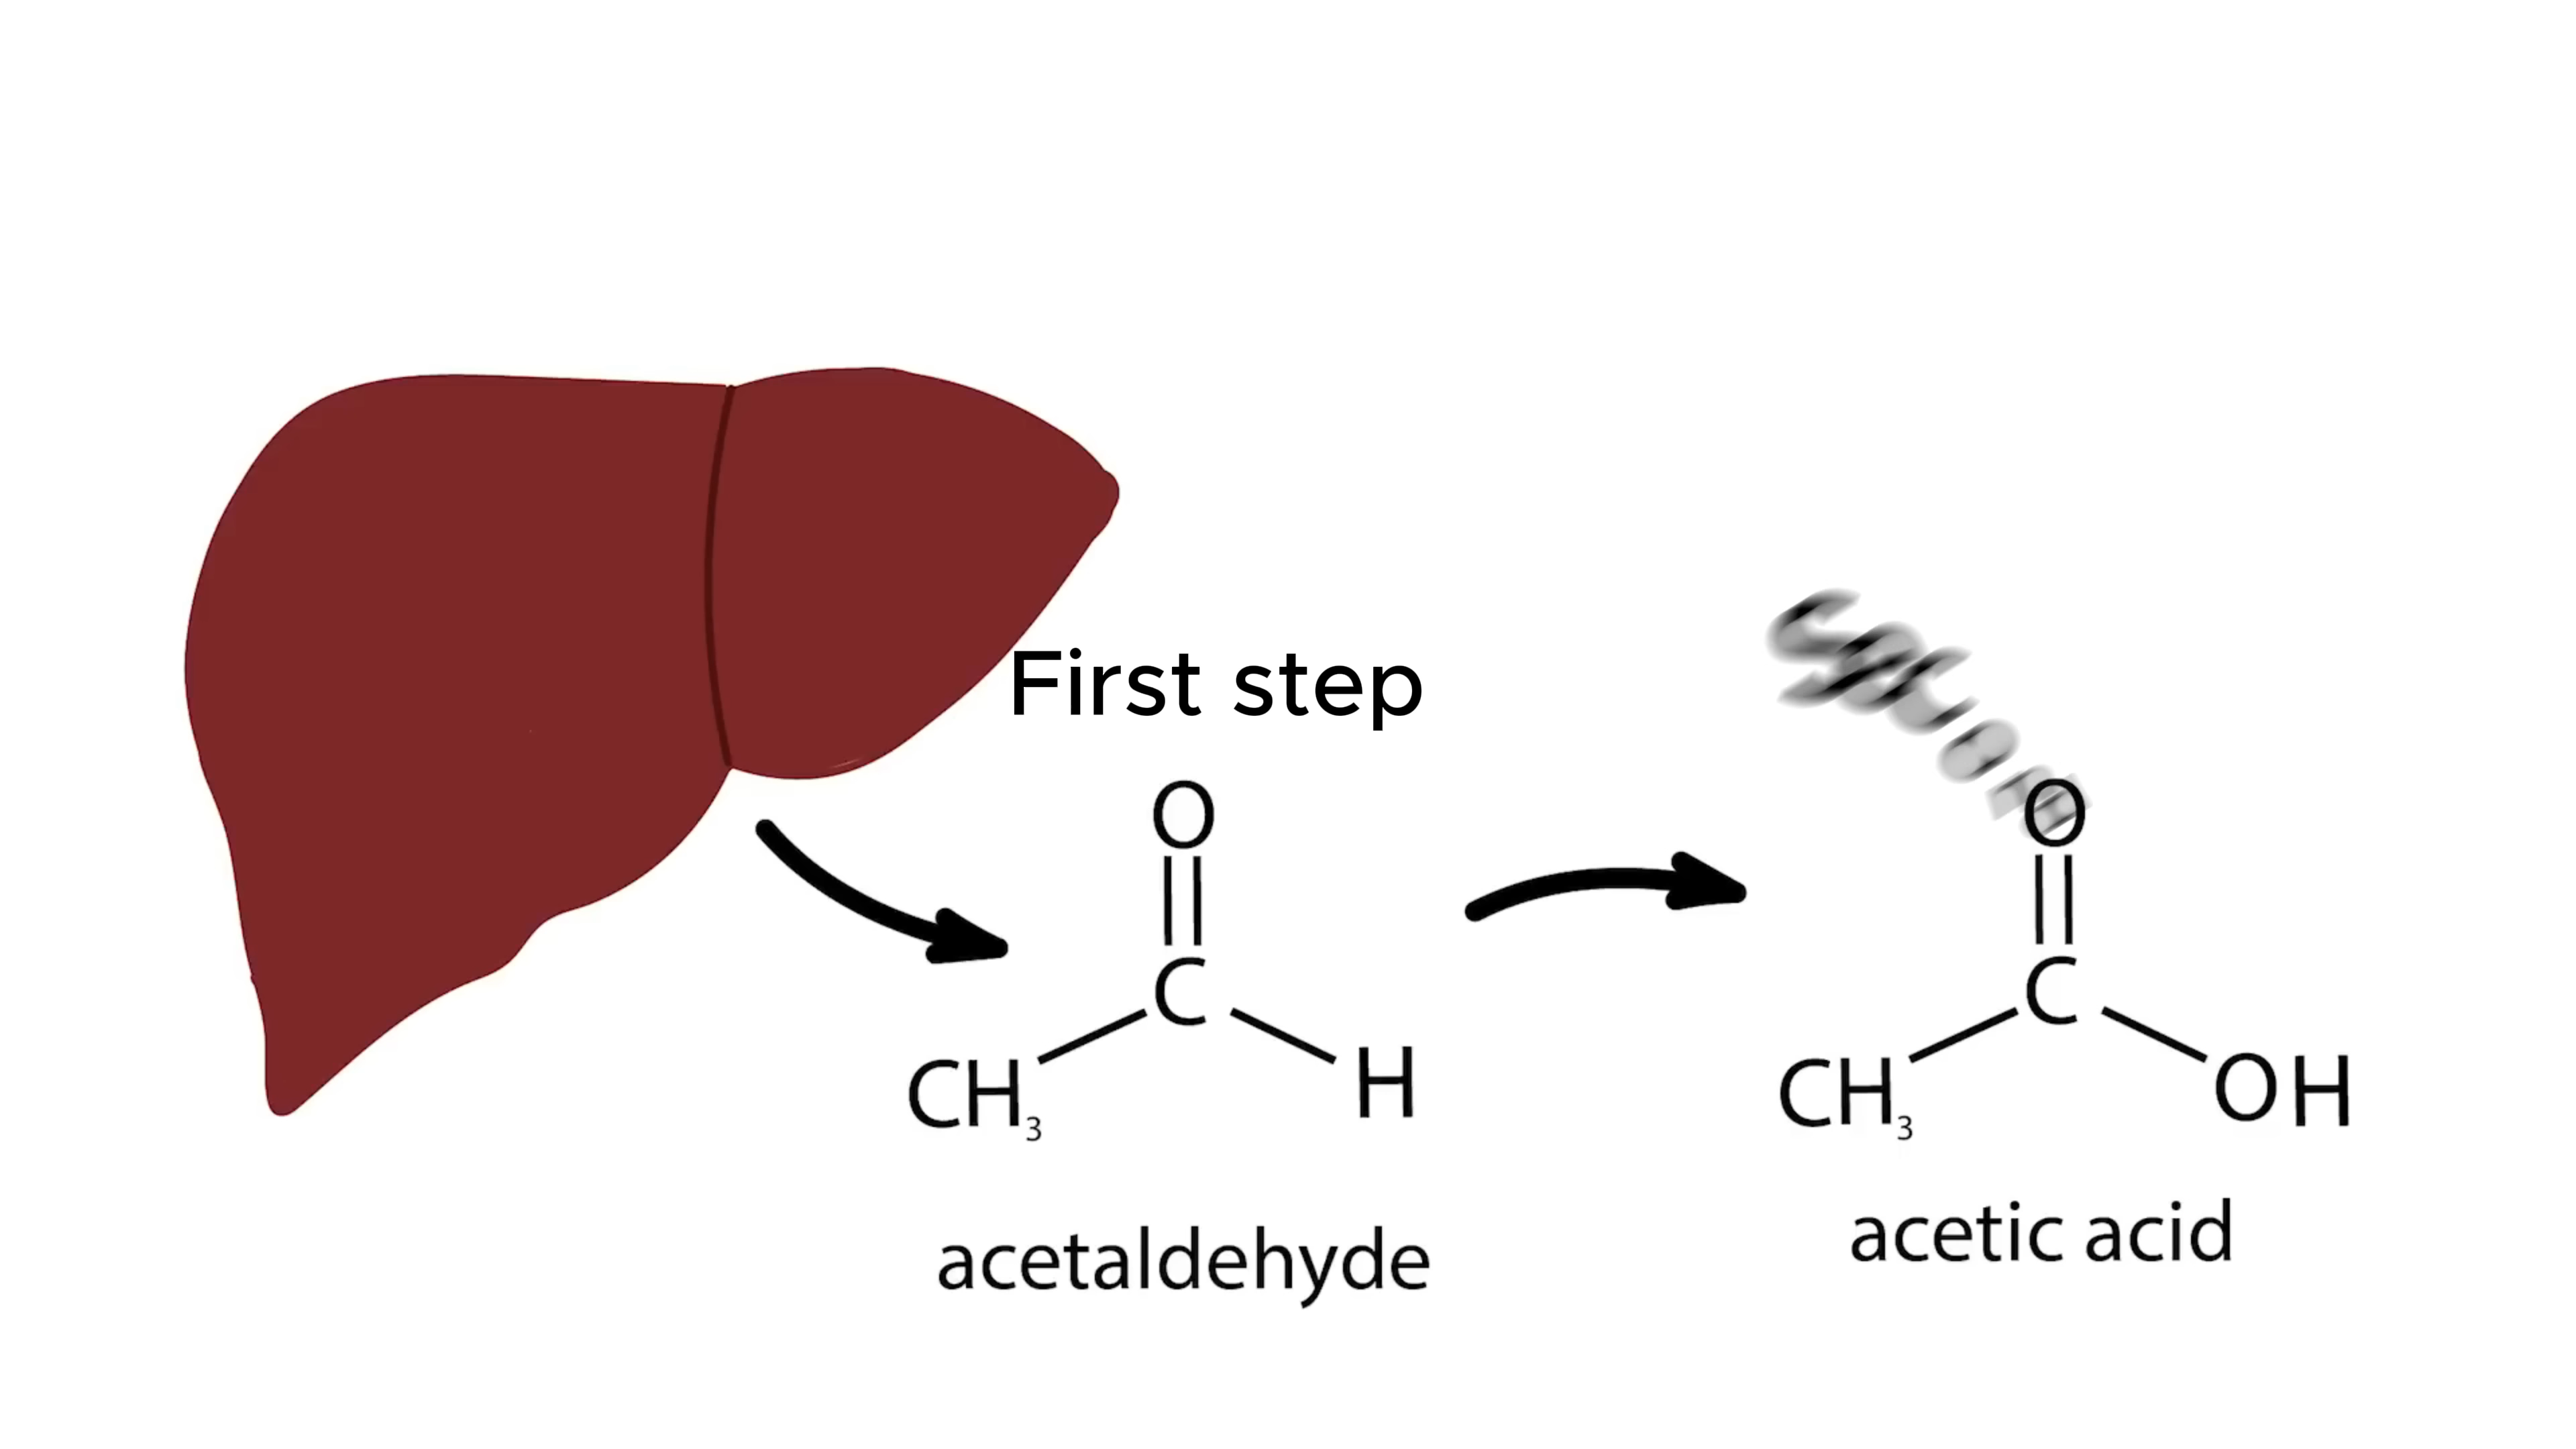 First step
O
O
C
C
CH₃
H
CH₃
OH
acetaldehyde
acetic acid